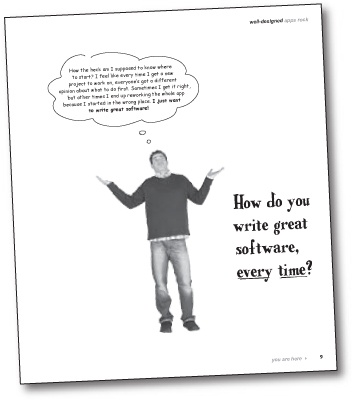 well-designed apps rock
How the heck am I supposed to know where
to start? I feel like every time I get a new
project to work on, everyone's got a different
opinion about what to do first. Sometimes I get it right,
but other times I end up reworking the whole app
because I started in the wrong place. I just want
to write great software!
How do you
write great
software,
every time?
you are here
9